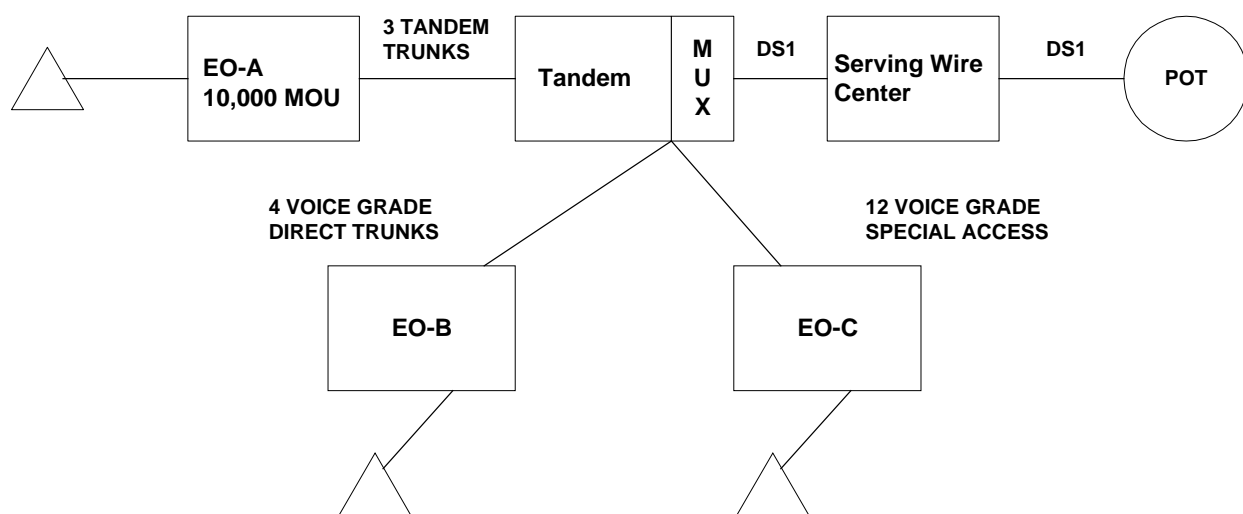 3 TANDEM
TRUNKS
EO-A
10,000 MOU
Tandem
M
U
X
DS1
Serving Wire
Center
DS1
POT
4 VOICE GRADE
DIRECT TRUNKS
12 VOICE GRADE
SPECIAL ACCESS
EO-B
EO-C